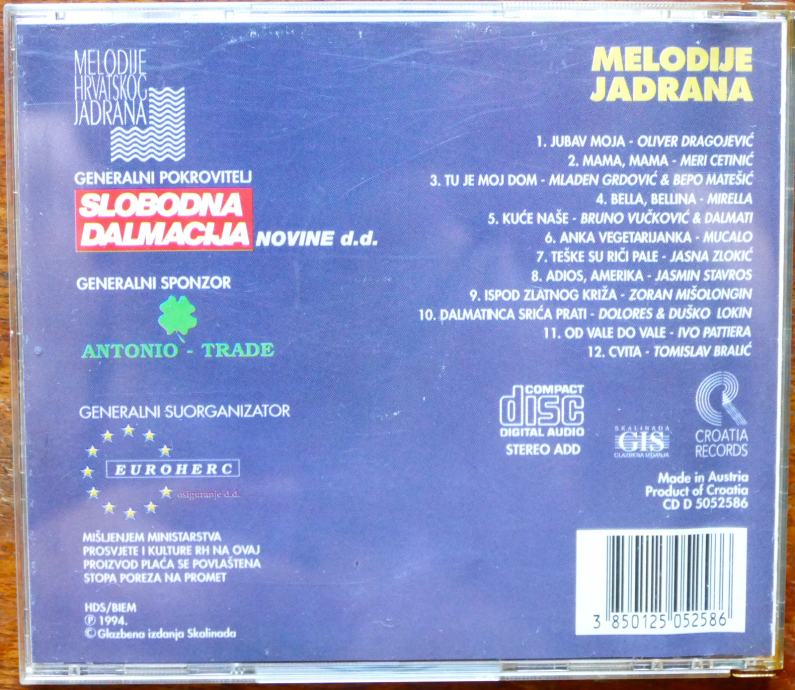 MELODIJE
HRVATSKOG
JADRANA
GENERALNI POKROVITELJ
SLOBODNA
DALMACIJA NOVINE d.d.
GENERALNI SPONZOR
ANTONIO - TRADE
GENERALNI SUORGANIZATOR
EUROHERC
osiguranje d.d.
MIŠLJENJEM MINISTARSTVA
PROSVJETE I KULTURE RH NA OVAJ
PROIZVOD PLAĆA SE POVLAŠTENA
STOPA POREZA NA PROMET
HDS/BIEM
Ⓟ 1994.
© Glazbena izdanja Skalinada
MELODIJE
JADRANA
1. JUBAV MOJA - OLIVER DRAGOJEVIĆ
2. MAMA, MAMA - MERI CETINIĆ
3. TU JE MOJ DOM - MLADEN GRDOVIĆ & BEPO MATEŠIĆ
4. BELLA, BELLINA - MIRELLA
5. KUĆE NAŠE - BRUNO VUČKOVIĆ & DALMATI
6. ANKA VEGETARIJANKA - MUCALO
7. TEŠKE SU RIČI PALE - JASNA ZLOKIĆ
8. ADIOS, AMERIKA - JASMIN STAVROS
9. ISPOD ZLATNOG KRIŽA - ZORAN MIŠOLONGIN
10. DALMATINCA SRIĆA PRATI - DOLORES & DUŠKO LOKIN
11. OD VALE DO VALE - IVO PATTIERA
12. CVITA - TOMISLAV BRALIĆ
COMPACT
disc
DIGITAL AUDIO
STEREO ADD
SKALINADA
GIS
GLAZBENA IZDANJA
CROATIA
RECORDS
Made in Austria
Product of Croatia
CD D 5052586
3 850125 052586